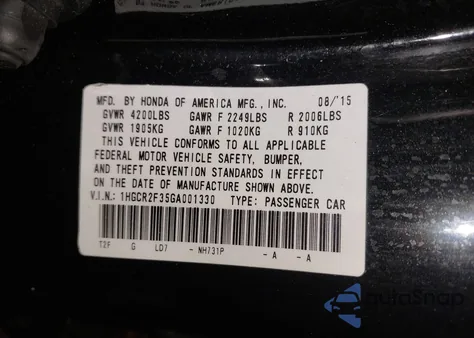 MFD. BY HONDA OF AMERICA MFG., INC. 08/'15
GVWR 4200LBS GAWR F 2249LBS R 2006LBS
GVWR 1905KG GAWR F 1020KG R 910KG
THIS VEHICLE CONFORMS TO ALL APPLICABLE
FEDERAL MOTOR VEHICLE SAFETY, BUMPER,
AND THEFT PREVENTION STANDARDS IN EFFECT
ON THE DATE OF MANUFACTURE SHOWN ABOVE.
V.I.N.: 1HGCR2F35GA001330 TYPE: PASSENGER CAR
T2F G LD7 -NH731P -A -A
autoSnap